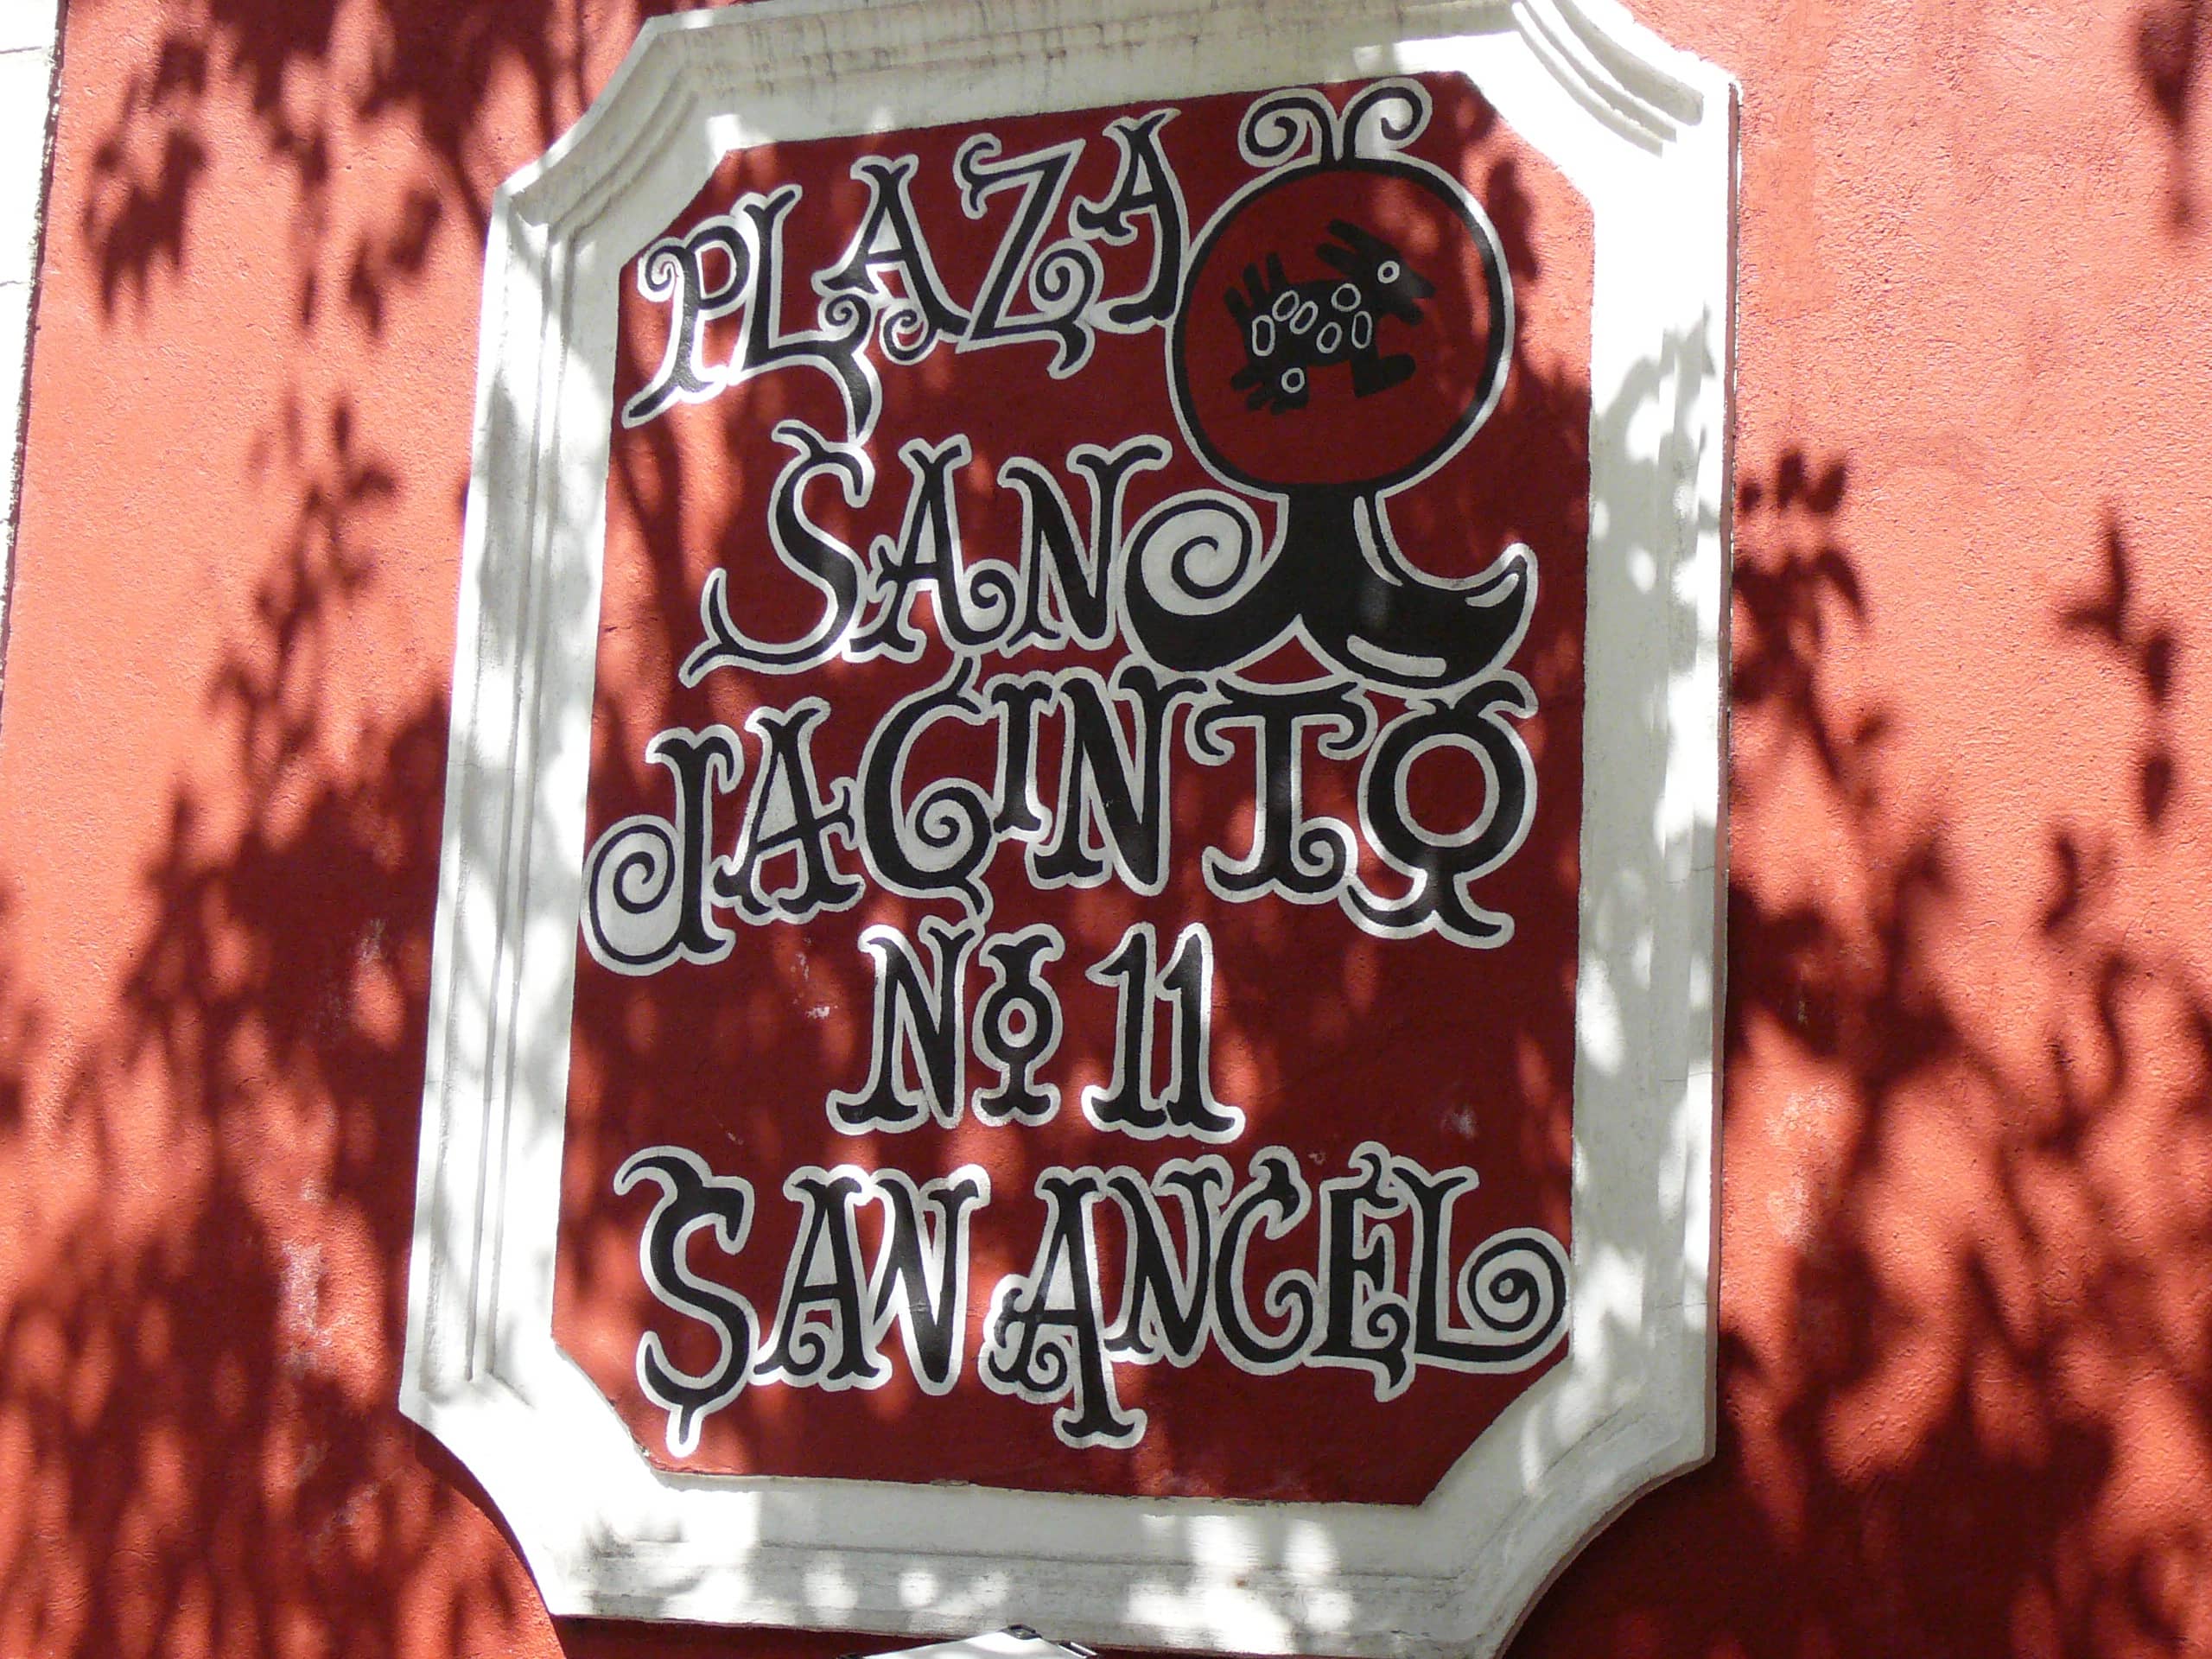 PLAZA
SAN
JACINTO
No 11
SAN ANGEL